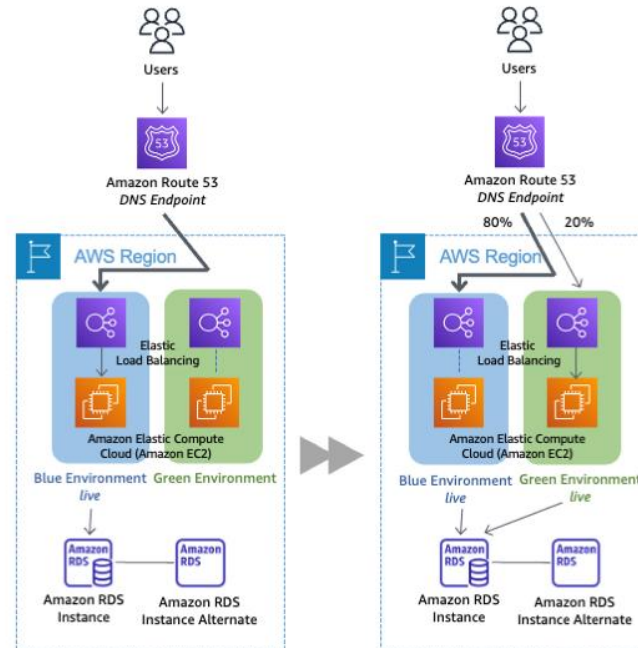 Users
53
Amazon Route 53
DNS Endpoint
AWS Region
Elastic
Load Balancing
Amazon Elastic Compute
Cloud (Amazon EC2)
Blue Environment
live
Green Environment
Amazon
RDS
Amazon RDS
Instance
Amazon
RDS
Amazon RDS
Instance Alternate
Users
53
Amazon Route 53
DNS Endpoint
80%
20%
AWS Region
Elastic
Load Balancing
Amazon Elastic Compute
Cloud (Amazon EC2)
Blue Environment
live
Green Environment
live
Amazon
RDS
Amazon RDS
Instance
Amazon
RDS
Amazon RDS
Instance Alternate